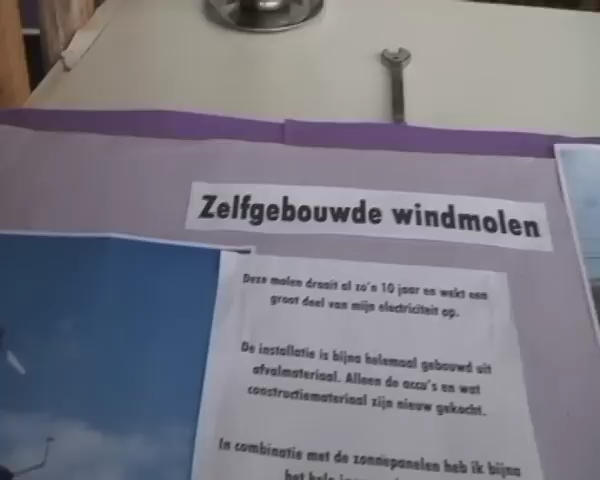 Zelfgebouwde windmolen
Deze molen draait al zo'n 10 jaar en wekt een
groot deel van mijn electriciteit op.
De installatie is bijna helemaal gebouwd uit
afvalmateriaal. Alleen de accu's en wat
constructiemateriaal zijn nieuw gekocht.
In combinatie met de zonnepanelen heb ik bijna
het hele